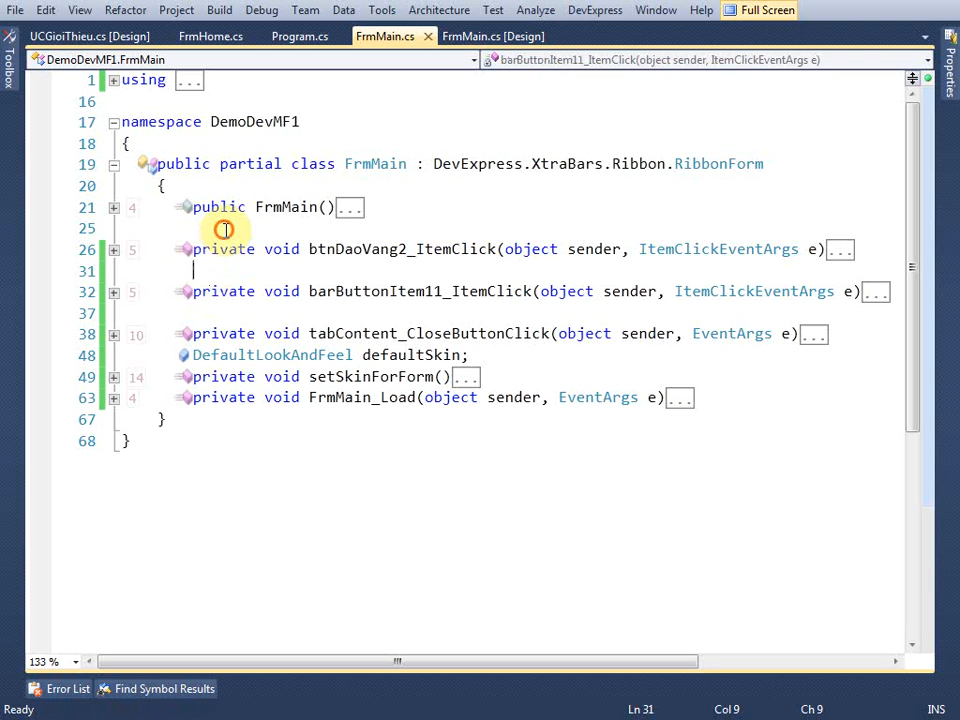 File Edit View Refactor Project Build Debug Team Data Tools Architecture Test Analyze DevExpress Window Help Full Screen
UCGioiThieu.cs [Design] FrmHome.cs Program.cs FrmMain.cs FrmMain.cs [Design]
Toolbox
Properties
DemoDevMF1.FrmMain barButtonItem11_ItemClick(object sender, ItemClickEventArgs e)
1 using ...
16
17 namespace DemoDevMF1
18 {
19 public partial class FrmMain : DevExpress.XtraBars.Ribbon.RibbonForm
20 {
21 4 public FrmMain()...
25
26 5 private void btnDaoVang2_ItemClick(object sender, ItemClickEventArgs e)...
31
32 5 private void barButtonItem11_ItemClick(object sender, ItemClickEventArgs e)...
37
38 10 private void tabContent_CloseButtonClick(object sender, EventArgs e)...
48 DefaultLookAndFeel defaultSkin;
49 14 private void setSkinForForm()...
63 4 private void FrmMain_Load(object sender, EventArgs e)...
67 }
68 }
133 %
Error List Find Symbol Results
Ready Ln 31 Col 9 Ch 9 INS